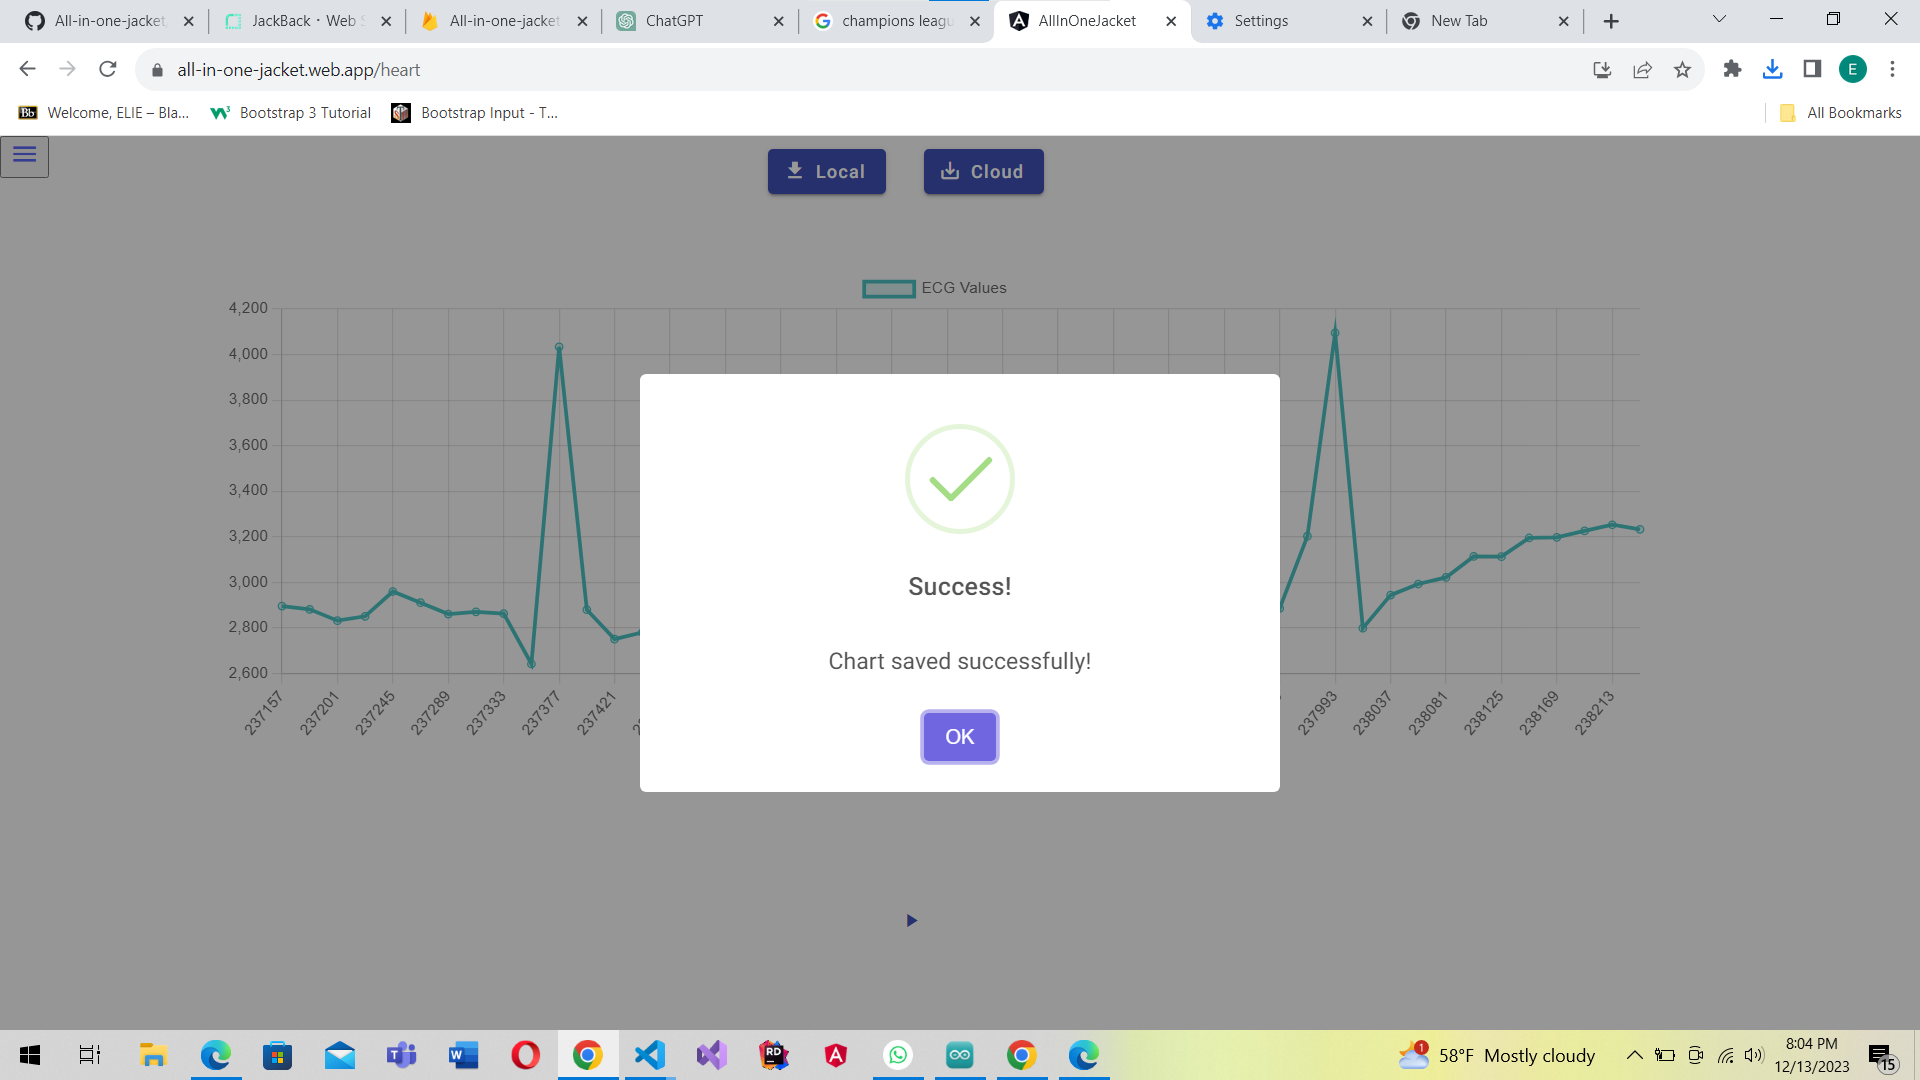 All-in-one-jacket
JackBack · Web S
All-in-one-jacket
ChatGPT
champions leagu
AllInOneJacket
Settings
New Tab
all-in-one-jacket.web.app/heart
E
Bb Welcome, ELIE – Bla...
Bootstrap 3 Tutorial
Bootstrap Input - T...
All Bookmarks
Local
Cloud
ECG Values
4,200
4,000
3,800
3,600
3,400
3,200
3,000
2,800
2,600
237157
237201
237245
237289
237333
237377
237421
237993
238037
238081
238125
238169
238213
Success!
Chart saved successfully!
OK
1
58°F Mostly cloudy
8:04 PM
12/13/2023
15